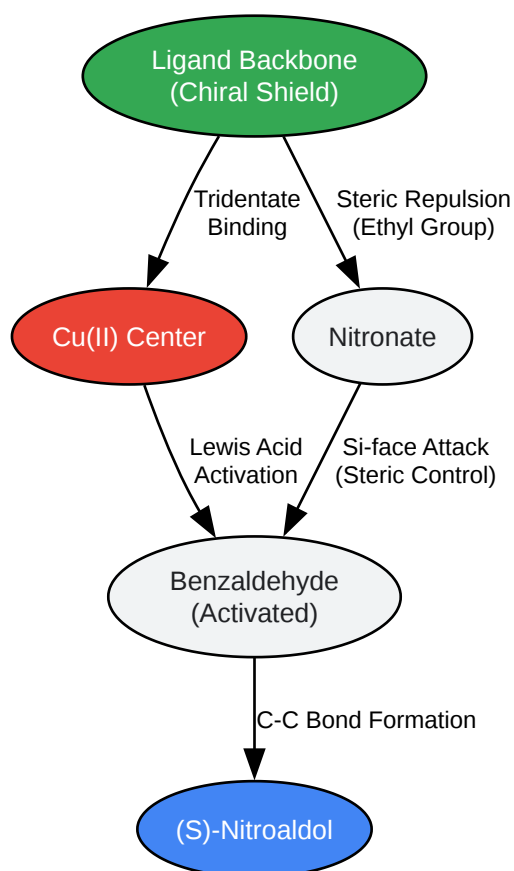 Ligand Backbone
(Chiral Shield)
Tridentate
Binding
Steric Repulsion
(Ethyl Group)
Cu(II) Center
Nitronate
Lewis Acid
Activation
Si-face Attack
(Steric Control)
Benzaldehyde
(Activated)
C-C Bond Formation
(S)-Nitroaldol